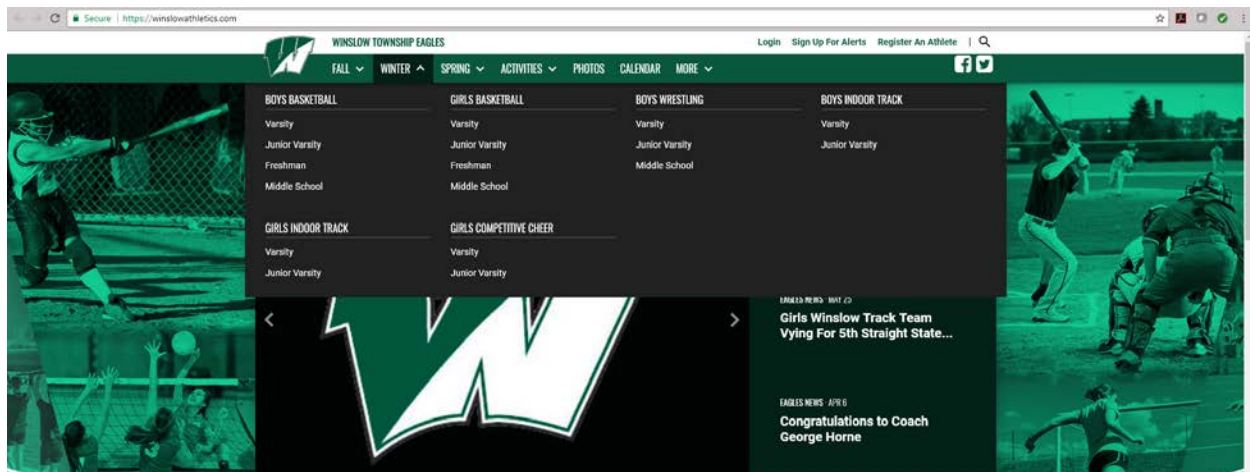 Secure | https://winslowathletics.com
WINSLOW TOWNSHIP EAGLES
Login Sign Up For Alerts Register An Athlete |
FALL WINTER SPRING ACTIVITIES PHOTOS CALENDAR MORE
BOYS BASKETBALL
Varsity
Junior Varsity
Freshman
Middle School
GIRLS BASKETBALL
Varsity
Junior Varsity
Freshman
Middle School
BOYS WRESTLING
Varsity
Junior Varsity
Middle School
BOYS INDOOR TRACK
Varsity
Junior Varsity
GIRLS INDOOR TRACK
Varsity
Junior Varsity
GIRLS COMPETITIVE CHEER
Varsity
Junior Varsity
W
EAGLES NEWS · MAY 25
Girls Winslow Track Team
Vying For 5th Straight State...
EAGLES NEWS · APR 6
Congratulations to Coach
George Horne